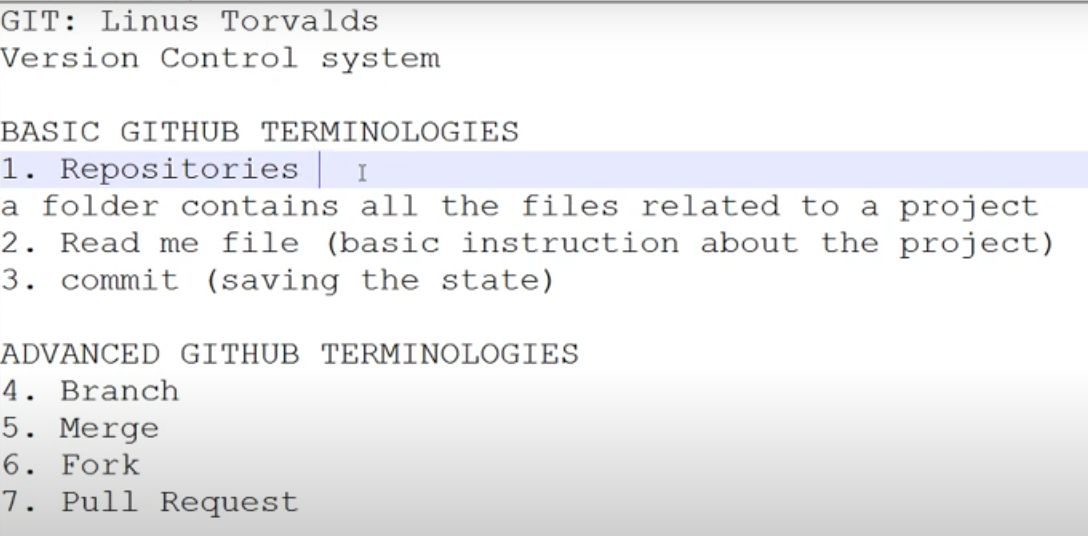 GIT: Linus Torvalds
Version Control system
BASIC GITHUB TERMINOLOGIES
1. Repositories
a folder contains all the files related to a project
2. Read me file (basic instruction about the project)
3. commit (saving the state)
ADVANCED GITHUB TERMINOLOGIES
4. Branch
5. Merge
6. Fork
7. Pull Request